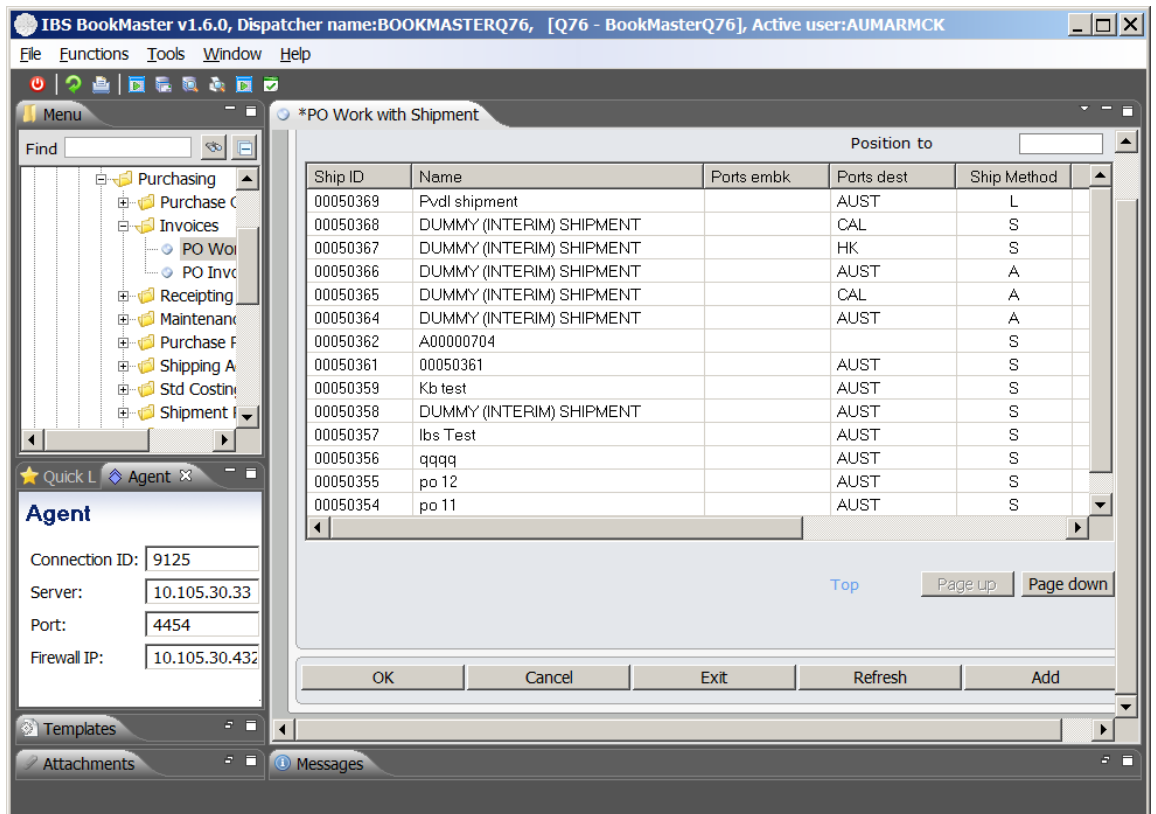 IBS BookMaster v1.6.0, Dispatcher name:BOOKMASTERQ76, [Q76 - BookMasterQ76], Active user:AUMARMCK
File Functions Tools Window Help
Menu
*PO Work with Shipment
Find
Position to
Purchasing
Purchase
Invoices
PO Wor
PO Invo
Receipting
Maintenan
Purchase
Shipping A
Std Costin
Shipment
Ship ID Name Ports embk Ports dest Ship Method
00050369 Pvdl shipment AUST L
00050368 DUMMY (INTERIM) SHIPMENT CAL S
00050367 DUMMY (INTERIM) SHIPMENT HK S
00050366 DUMMY (INTERIM) SHIPMENT AUST A
00050365 DUMMY (INTERIM) SHIPMENT CAL A
00050364 DUMMY (INTERIM) SHIPMENT AUST A
00050362 A00000704 S
00050361 00050361 AUST S
00050359 Kb test AUST S
00050358 DUMMY (INTERIM) SHIPMENT AUST S
00050357 Ibs Test AUST S
00050356 qqqq AUST S
00050355 po 12 AUST S
00050354 po 11 AUST S
Top Page up Page down
OK Cancel Exit Refresh Add
Quick L Agent
Agent
Connection ID: 9125
Server: 10.105.30.33
Port: 4454
Firewall IP: 10.105.30.432
Templates
Attachments
Messages